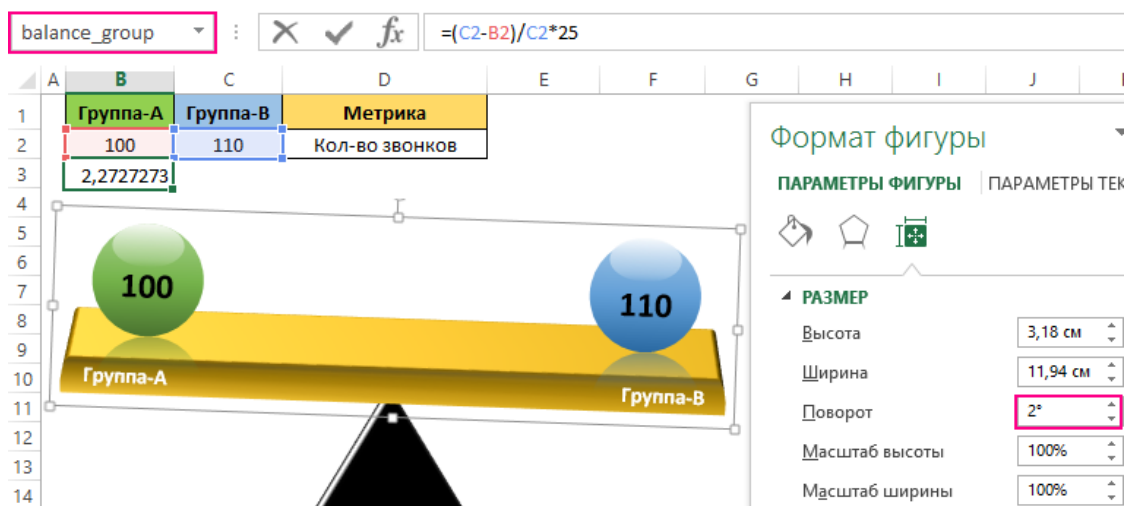 balance_group fx =(C2-B2)/C2*25
A B C D E F G H I J
1 Группа-А Группа-В Метрика
2 100 110 Кол-во звонков
3 2,2727273
4
5
6
7
8
9
10
11
12
13
14
100
110
Группа-А
Группа-В
Формат фигуры
ПАРАМЕТРЫ ФИГУРЫ ПАРАМЕТРЫ ТЕК
РАЗМЕР
Высота 3,18 см
Ширина 11,94 см
Поворот 2°
Масштаб высоты 100%
Масштаб ширины 100%